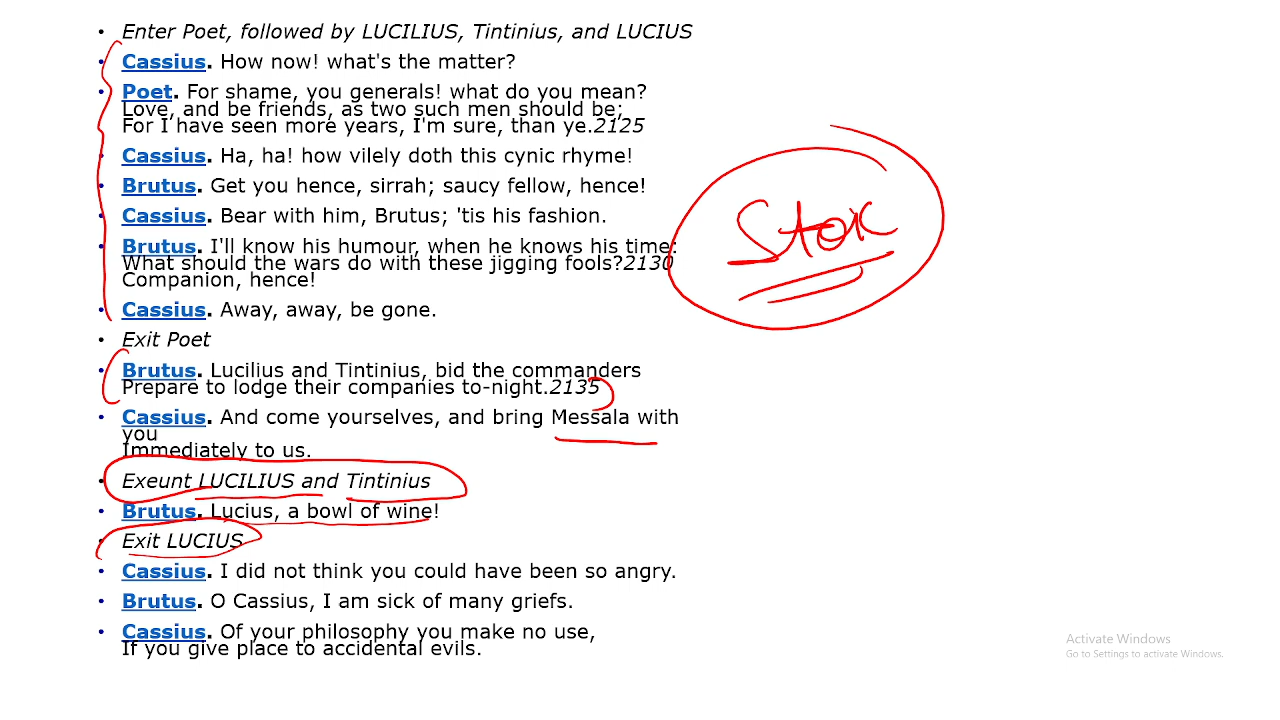 • Enter Poet, followed by LUCILIUS, Tintinius, and LUCIUS
• Cassius. How now! what's the matter?
• Poet. For shame, you generals! what do you mean?
Love, and be friends, as two such men should be;
For I have seen more years, I'm sure, than ye.2125
• Cassius. Ha, ha! how vilely doth this cynic rhyme!
• Brutus. Get you hence, sirrah; saucy fellow, hence!
• Cassius. Bear with him, Brutus; 'tis his fashion.
• Brutus. I'll know his humour, when he knows his time:
What should the wars do with these jigging fools?2130
Companion, hence!
• Cassius. Away, away, be gone.
• Exit Poet
• Brutus. Lucilius and Tintinius, bid the commanders
Prepare to lodge their companies to-night.2135
• Cassius. And come yourselves, and bring Messala with
you
Immediately to us.
• Exeunt LUCILIUS and Tintinius
• Brutus. Lucius, a bowl of wine!
• Exit LUCIUS
• Cassius. I did not think you could have been so angry.
• Brutus. O Cassius, I am sick of many griefs.
• Cassius. Of your philosophy you make no use,
If you give place to accidental evils.
Activate Windows
Go to Settings to activate Windows.